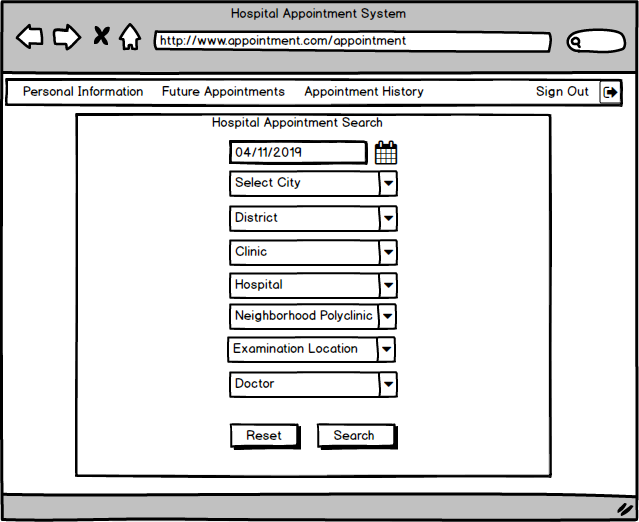 Hospital Appointment System
http://www.appointment.com/appointment
Personal Information Future Appointments Appointment History Sign Out
Hospital Appointment Search
04/11/2019
Select City
District
Clinic
Hospital
Neighborhood Polyclinic
Examination Location
Doctor
Reset Search